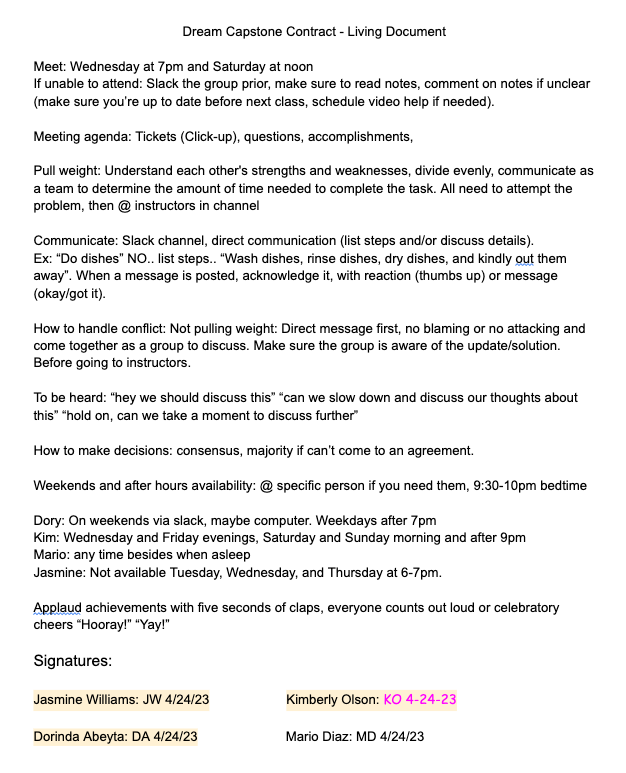 Dream Capstone Contract - Living Document
Meet: Wednesday at 7pm and Saturday at noon
If unable to attend: Slack the group prior, make sure to read notes, comment on notes if unclear
(make sure you're up to date before next class, schedule video help if needed).
Meeting agenda: Tickets (Click-up), questions, accomplishments,
Pull weight: Understand each other's strengths and weaknesses, divide evenly, communicate as
a team to determine the amount of time needed to complete the task. All need to attempt the
problem, then @ instructors in channel
Communicate: Slack channel, direct communication (list steps and/or discuss details).
Ex: “Do dishes” NO.. list steps.. “Wash dishes, rinse dishes, dry dishes, and kindly out them
away”. When a message is posted, acknowledge it, with reaction (thumbs up) or message
(okay/got it).
How to handle conflict: Not pulling weight: Direct message first, no blaming or no attacking and
come together as a group to discuss. Make sure the group is aware of the update/solution.
Before going to instructors.
To be heard: “hey we should discuss this” “can we slow down and discuss our thoughts about
this” “hold on, can we take a moment to discuss further”
How to make decisions: consensus, majority if can't come to an agreement.
Weekends and after hours availability: @ specific person if you need them, 9:30-10pm bedtime
Dory: On weekends via slack, maybe computer. Weekdays after 7pm
Kim: Wednesday and Friday evenings, Saturday and Sunday morning and after 9pm
Mario: any time besides when asleep
Jasmine: Not available Tuesday, Wednesday, and Thursday at 6-7pm.
Applaud achievements with five seconds of claps, everyone counts out loud or celebratory
cheers “Hooray!” “Yay!”
Signatures:
Jasmine Williams: JW 4/24/23 Kimberly Olson: KO 4-24-23
Dorinda Abeyta: DA 4/24/23 Mario Diaz: MD 4/24/23